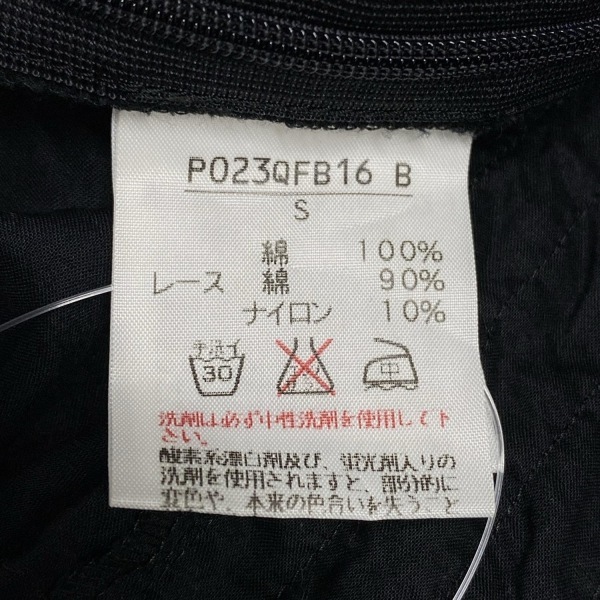 P023QFB16 B
S
綿 100%
レース 綿 90%
ナイロン 10%
手洗イ
30
中
洗剤は必ず中性洗剤を使用して下
さい。
酸素系漂白剤及び、蛍光剤入りの
洗剤を使用されますと、部分的に
変色や、本来の色合いを失うこと